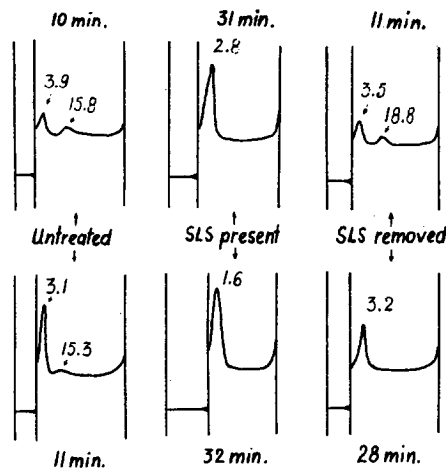 10 min. 31 min. 11 min.
3.9 15.8 2.8 3.5 18.8
Untreated SLS present SLS removed
3.1 15.3 1.6 3.2
11 min. 32 min. 28 min.